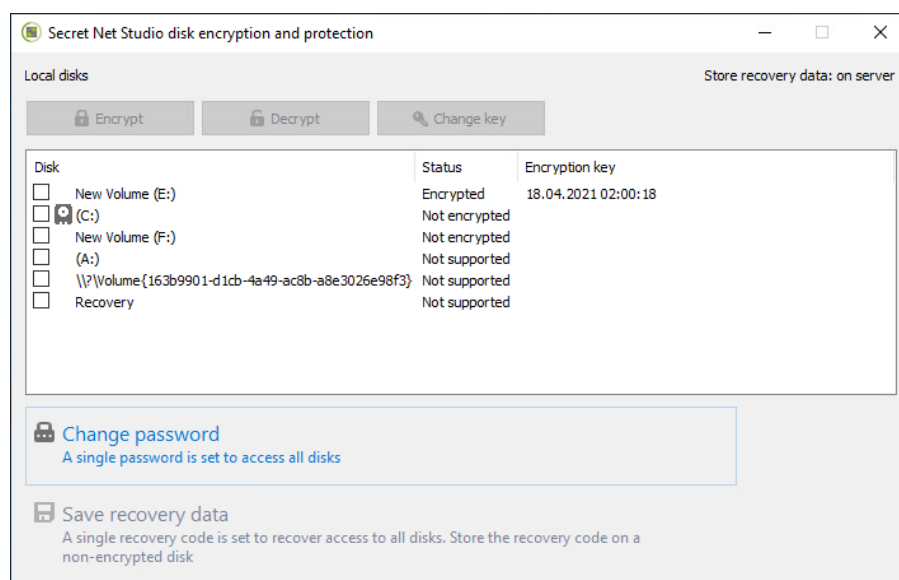 Secret Net Studio disk encryption and protection
Local disks Store recovery data: on server
Encrypt Decrypt Change key
Disk Status Encryption key
New Volume (E:) Encrypted 18.04.2021 02:00:18
(C:) Not encrypted
New Volume (F:) Not encrypted
(A:) Not supported
\\?\Volume{163b9901-d1cb-4a49-ac8b-a8e3026e98f3} Not supported
Recovery Not supported
Change password
A single password is set to access all disks
Save recovery data
A single recovery code is set to recover access to all disks. Store the recovery code on a
non-encrypted disk